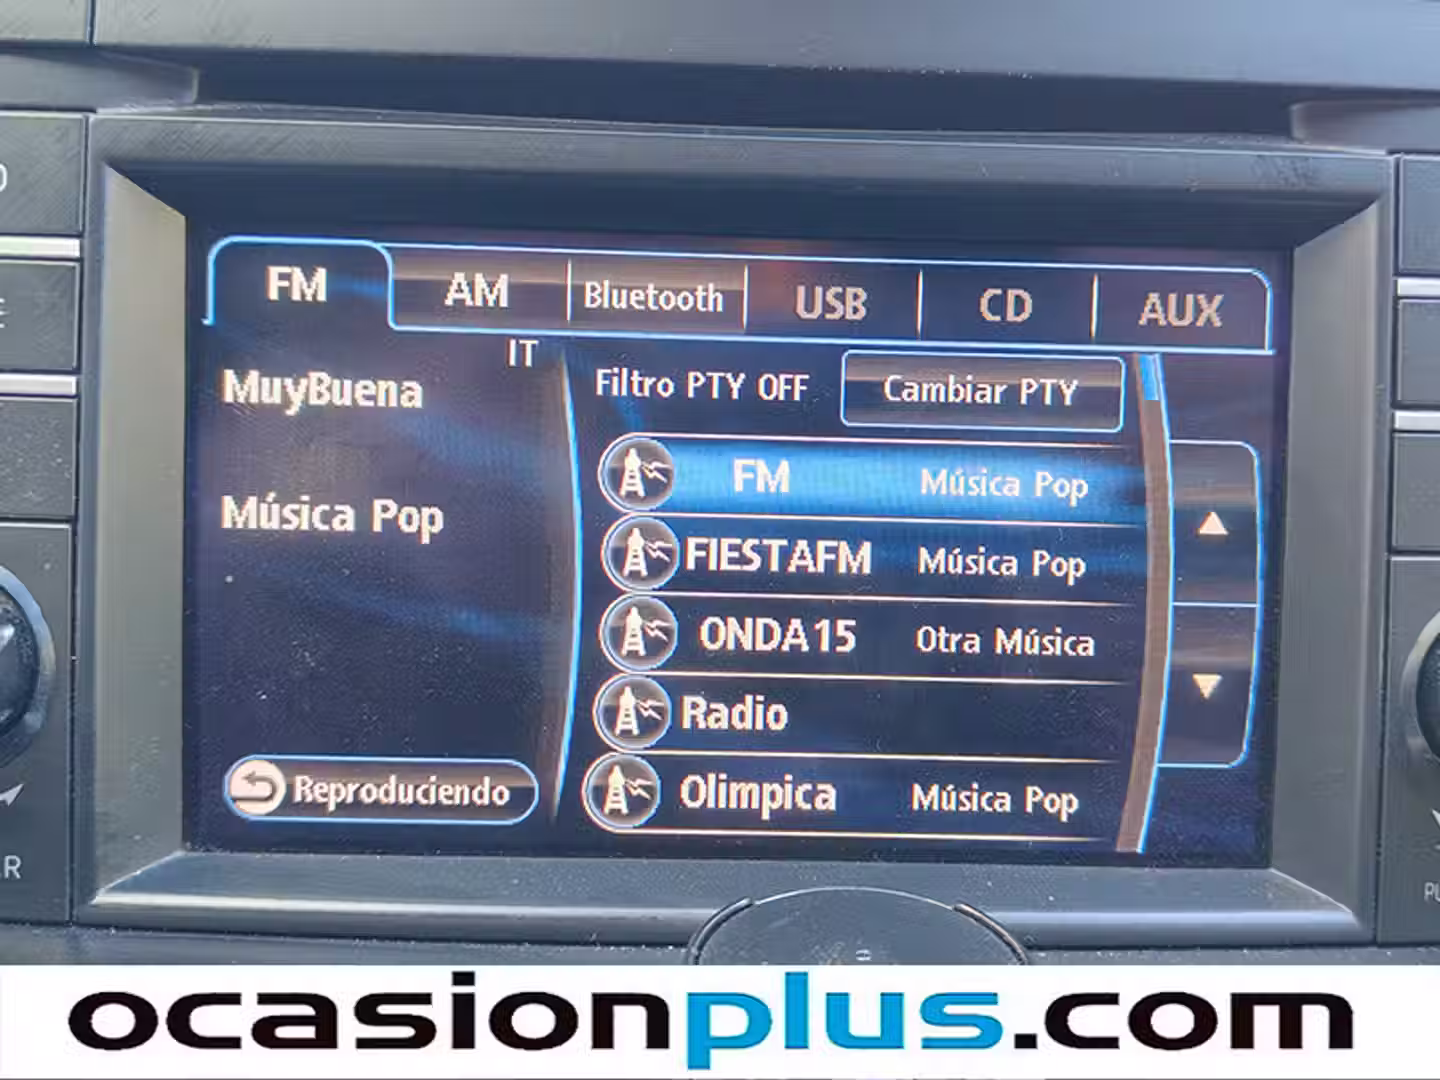 FM AM Bluetooth USB CD AUX
IT
MuyBuena
Música Pop
Reproduciendo
Filtro PTY OFF Cambiar PTY
FM Música Pop
FIESTAFM Música Pop
ONDA15 Otra Música
Radio
Olimpica Música Pop
ocasionplus.com